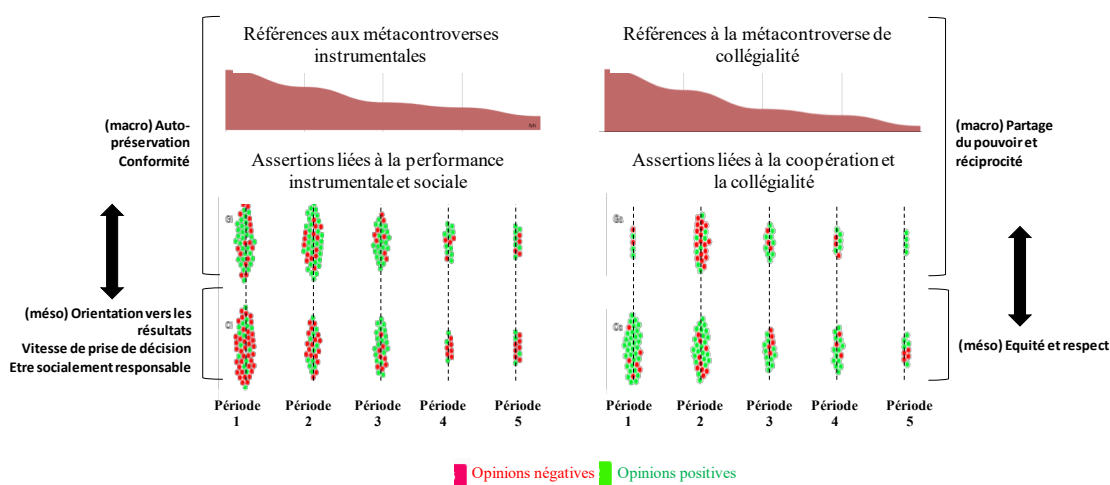 Références aux métacontroverses
instrumentales
Références à la métacontroverse de
collégialité
(macro) Auto-
préservation
Conformité
(macro) Partage
du pouvoir et
réciprocité
Assertions liées à la performance
instrumentale et sociale
Assertions liées à la coopération et
la collégialité
(méso) Orientation vers les
résultats
Vitesse de prise de décision
Etre socialement responsable
(méso) Equité et respect
Période
1
Période
2
Période
3
Période
4
Période
5
Période
1
Période
2
Période
3
Période
4
Période
5
Opinions négatives
Opinions positives